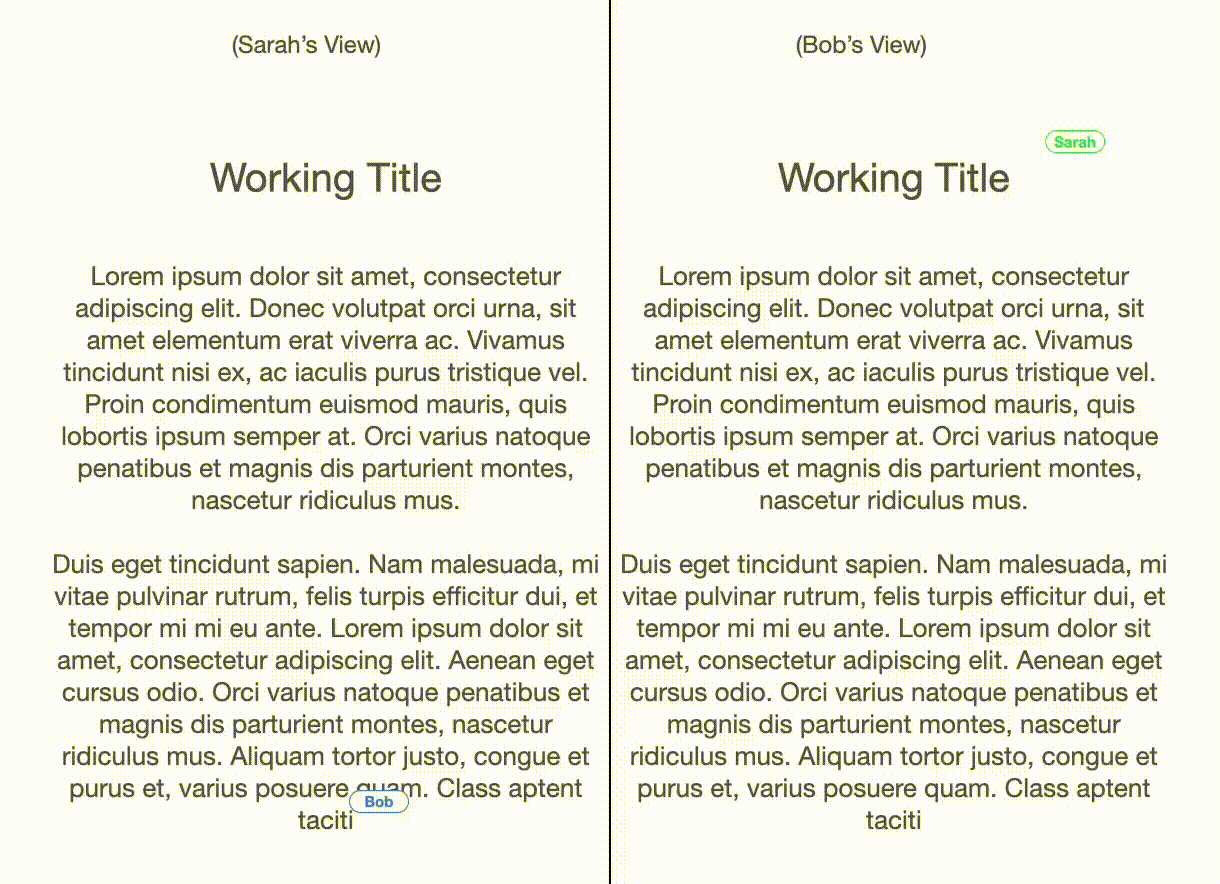 (Sarah’s View)
Working Title
Lorem ipsum dolor sit amet, consectetur
adipiscing elit. Donec volutpat orci urna, sit
amet elementum erat viverra ac. Vivamus
tincidunt nisi ex, ac iaculis purus tristique vel.
Proin condimentum euismod mauris, quis
lobortis ipsum semper at. Orci varius natoque
penatibus et magnis dis parturient montes,
nascetur ridiculus mus.
Duis eget tincidunt sapien. Nam malesuada, mi
vitae pulvinar rutrum, felis turpis efficitur dui, et
tempor mi mi eu ante. Lorem ipsum dolor sit
amet, consectetur adipiscing elit. Aenean eget
cursus odio. Orci varius natoque penatibus et
magnis dis parturient montes, nascetur
ridiculus mus. Aliquam tortor justo, congue et
purus et, varius posuere quam. Class aptent
Bob
taciti
(Bob’s View)
Sarah
Working Title
Lorem ipsum dolor sit amet, consectetur
adipiscing elit. Donec volutpat orci urna, sit
amet elementum erat viverra ac. Vivamus
tincidunt nisi ex, ac iaculis purus tristique vel.
Proin condimentum euismod mauris, quis
lobortis ipsum semper at. Orci varius natoque
penatibus et magnis dis parturient montes,
nascetur ridiculus mus.
Duis eget tincidunt sapien. Nam malesuada, mi
vitae pulvinar rutrum, felis turpis efficitur dui, et
tempor mi mi eu ante. Lorem ipsum dolor sit
amet, consectetur adipiscing elit. Aenean eget
cursus odio. Orci varius natoque penatibus et
magnis dis parturient montes, nascetur
ridiculus mus. Aliquam tortor justo, congue et
purus et, varius posuere quam. Class aptent
taciti